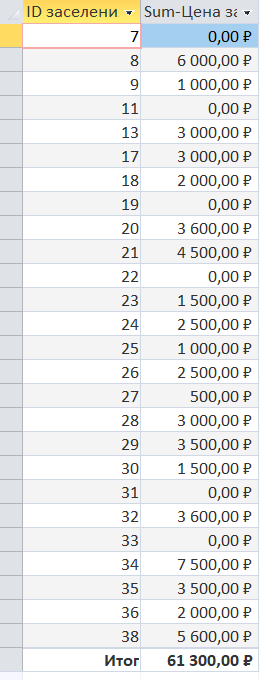 ID заселени Sum-Цена за
7 0,00 ₽
8 6 000,00 ₽
9 1 000,00 ₽
11 0,00 ₽
13 3 000,00 ₽
17 3 000,00 ₽
18 2 000,00 ₽
19 0,00 ₽
20 3 600,00 ₽
21 4 500,00 ₽
22 0,00 ₽
23 1 500,00 ₽
24 2 500,00 ₽
25 1 000,00 ₽
26 2 500,00 ₽
27 500,00 ₽
28 3 000,00 ₽
29 3 500,00 ₽
30 1 500,00 ₽
31 0,00 ₽
32 3 600,00 ₽
33 0,00 ₽
34 7 500,00 ₽
35 3 500,00 ₽
36 2 000,00 ₽
38 5 600,00 ₽
Итог 61 300,00 ₽